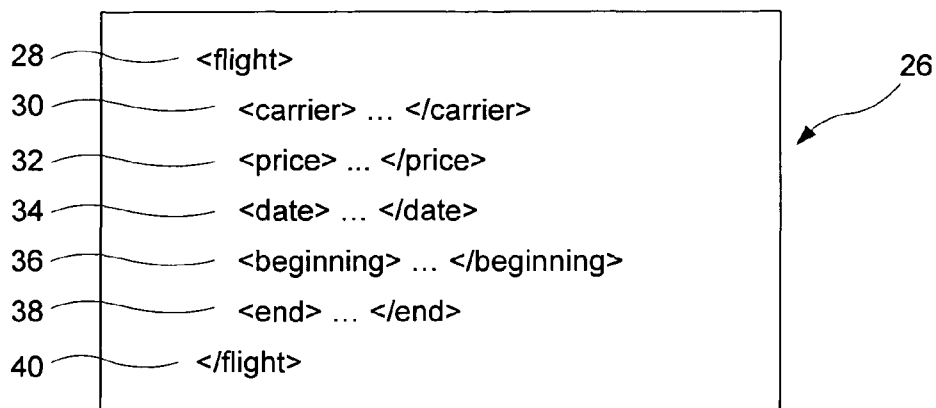 28 <flight>
26
30 <carrier> ... </carrier>
32 <price> ... </price>
34 <date> ... </date>
36 <beginning> ... </beginning>
38 <end> ... </end>
40 </flight>